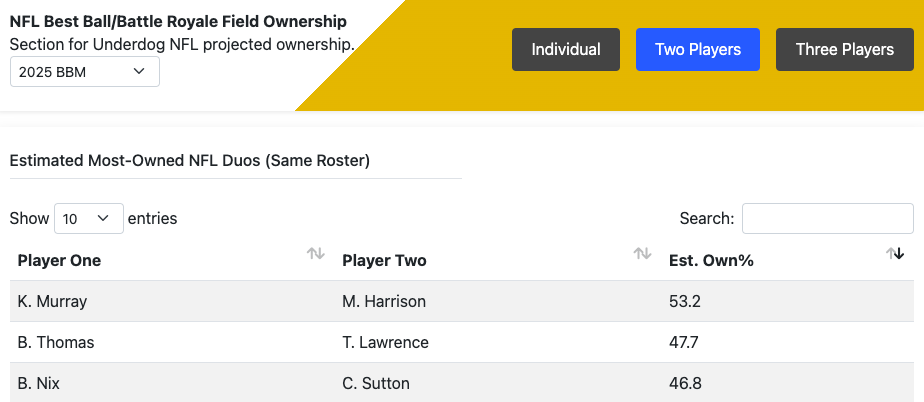 NFL Best Ball/Battle Royale Field Ownership
Section for Underdog NFL projected ownership.
2025 BBM
Individual
Two Players
Three Players
Estimated Most-Owned NFL Duos (Same Roster)
Show 10 entries
Search:
Player One Player Two Est. Own%
K. Murray M. Harrison 53.2
B. Thomas T. Lawrence 47.7
B. Nix C. Sutton 46.8